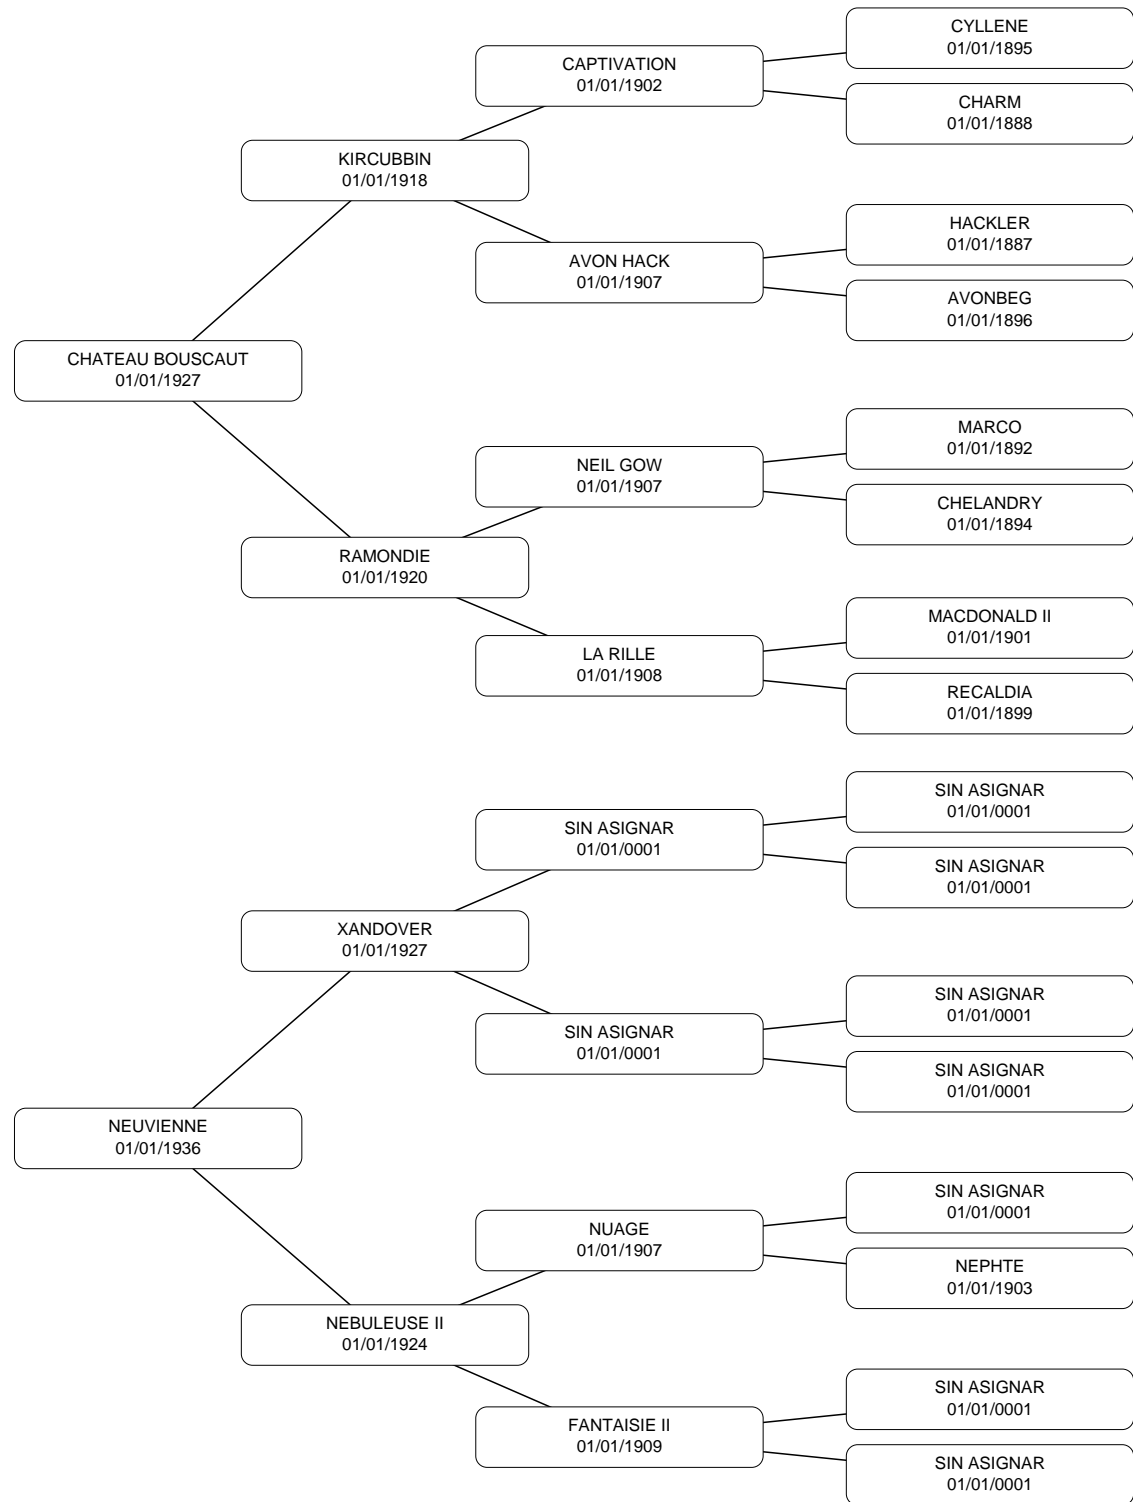 CYLLENE
01/01/1895
CAPTIVATION
01/01/1902
CHARM
01/01/1888
KIRCUBBIN
01/01/1918
HACKLER
01/01/1887
AVON HACK
01/01/1907
AVONBEG
01/01/1896
CHATEAU BOUSCAUT
01/01/1927
MARCO
01/01/1892
NEIL GOW
01/01/1907
CHELANDRY
01/01/1894
RAMONDIE
01/01/1920
MACDONALD II
01/01/1901
LA RILLE
01/01/1908
RECALDIA
01/01/1899
SIN ASIGNAR
01/01/0001
SIN ASIGNAR
01/01/0001
SIN ASIGNAR
01/01/0001
XANDOVER
01/01/1927
SIN ASIGNAR
01/01/0001
SIN ASIGNAR
01/01/0001
SIN ASIGNAR
01/01/0001
NEUVIENNE
01/01/1936
SIN ASIGNAR
01/01/0001
NUAGE
01/01/1907
NEPHTE
01/01/1903
NEBULEUSE II
01/01/1924
SIN ASIGNAR
01/01/0001
FANTAISIE II
01/01/1909
SIN ASIGNAR
01/01/0001